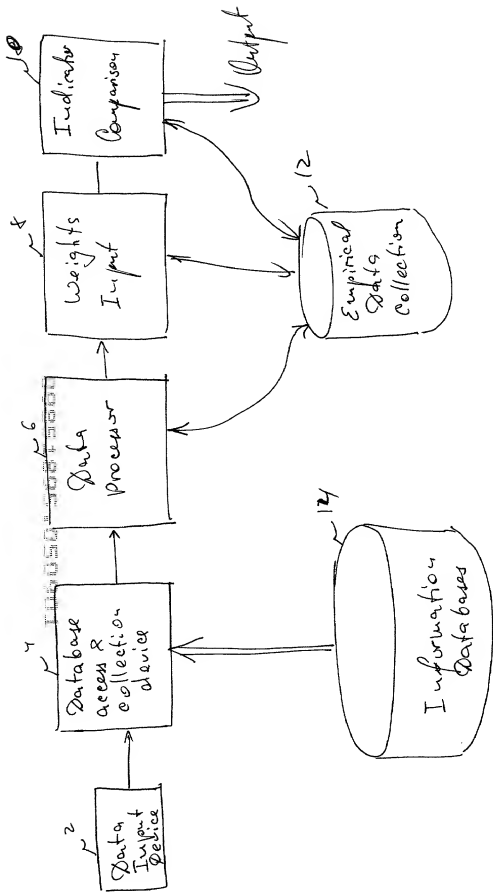 2
Data
Input
Device
4
Database
access &
collection
device
6
Data
Processor
8
Weights
Input
10
Indicator
Comparison
Output
12
Empirical
Data
Collection
14
Information
Databases